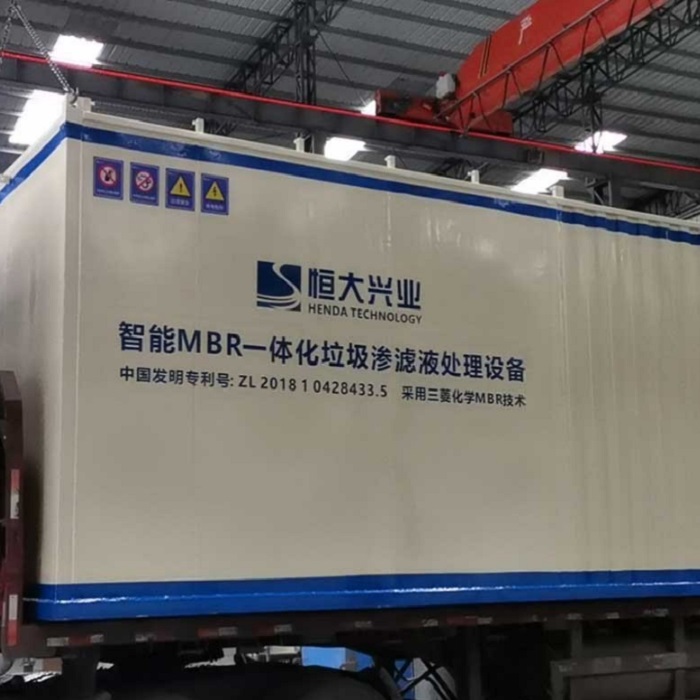 严
恒大兴业
HENDA TECHNOLOGY
智能MBR一体化垃圾渗滤液处理设备
中国发明专利号: ZL 2018 1 0428433.5 采用三菱化学MBR技术